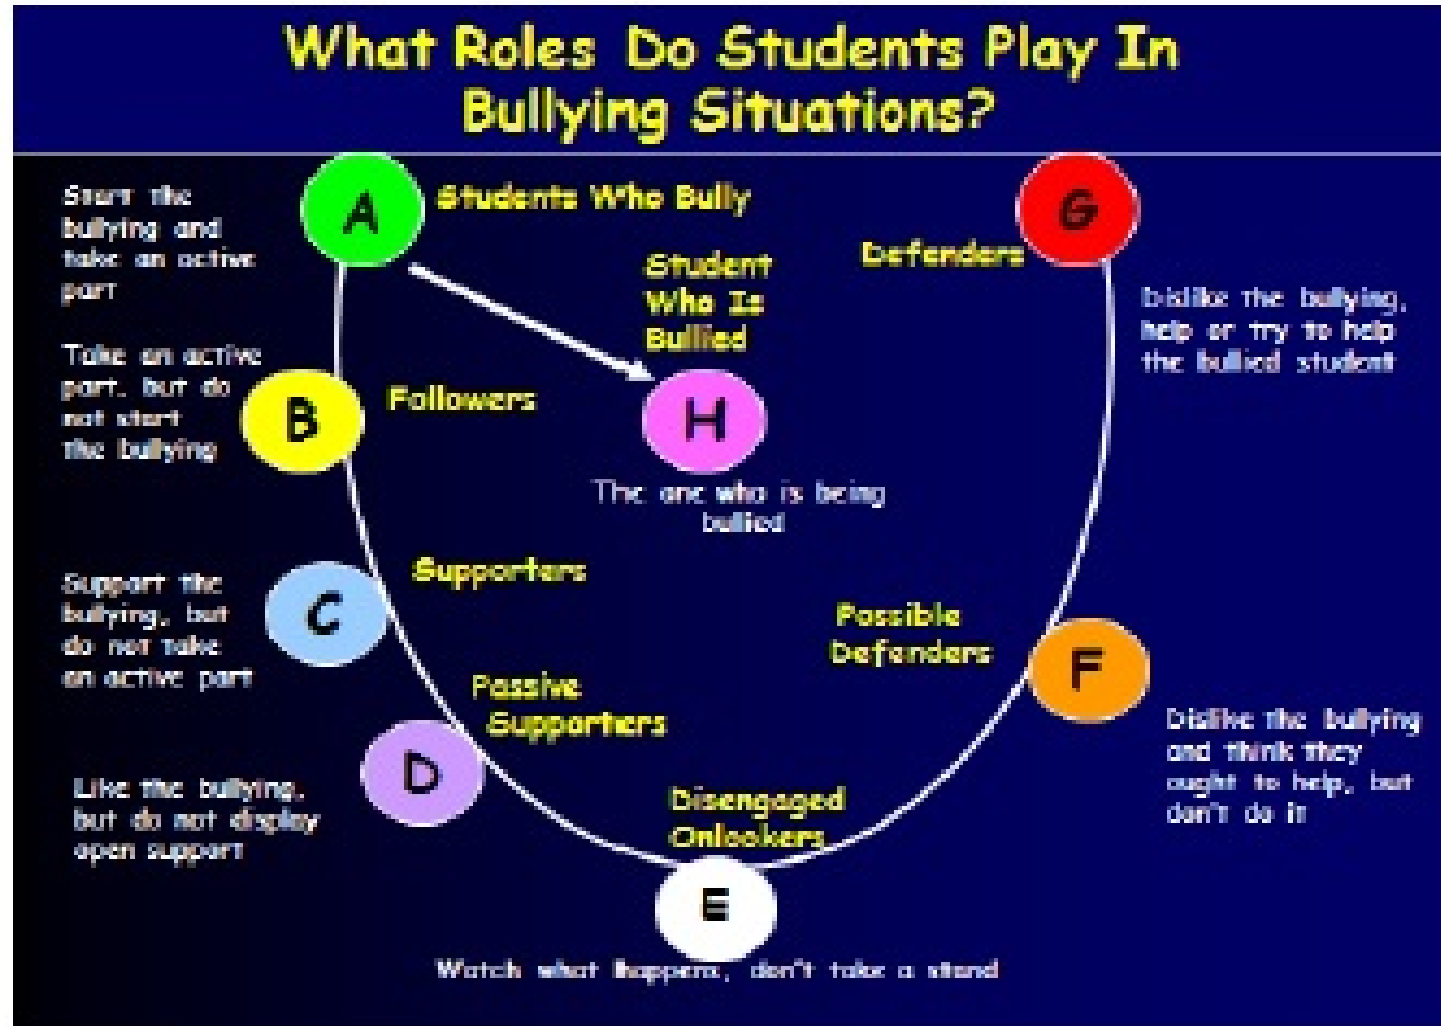 What Roles Do Students Play In
Bullying Situations?
A
Students Who Bully
Start the
bullying and
take an active
part
B
Followers
Take an active
part, but do
not start
the bullying
C
Supporters
Support the
bullying, but
do not take
an active part
D
Passive
Supporters
Like the bullying,
but do not display
open support
E
Disengaged
Onlookers
Watch what happens, don't take a stand
F
Possible
Defenders
Dislike the bullying
and think they
ought to help, but
don't do it
G
Defenders
Dislike the bullying,
help or try to help
the bullied student
H
Student
Who Is
Bullied
The one who is being
bullied